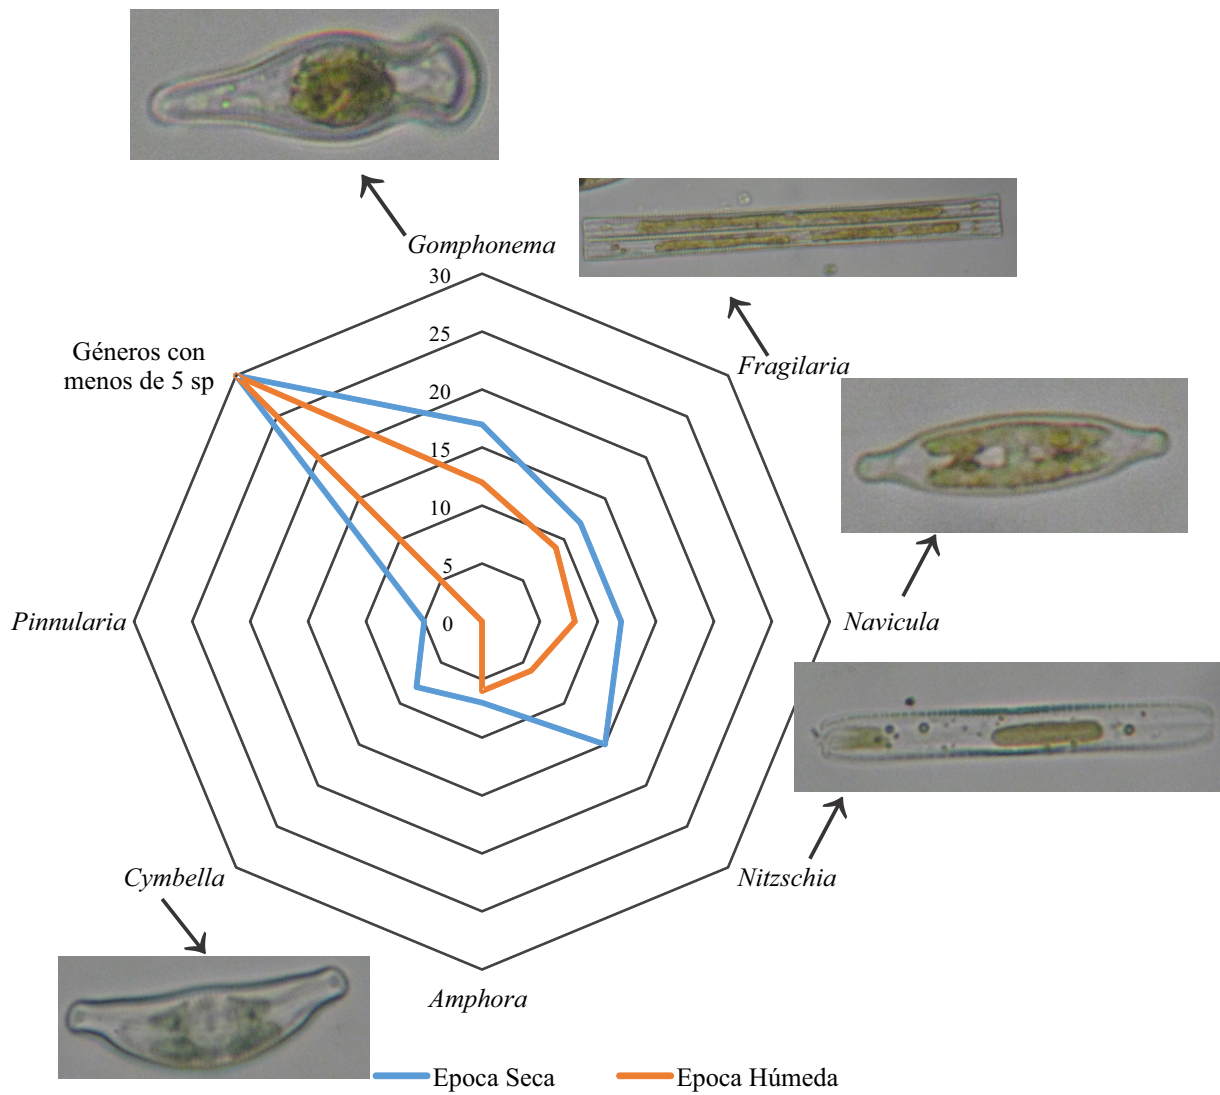 Gomphonema
30
Fragilaria
25
Géneros con
menos de 5 sp
20
15
10
5
0
Pinnularia
Navicula
Cymbella
Nitzschia
Amphora
Epoca Seca
Epoca Húmeda